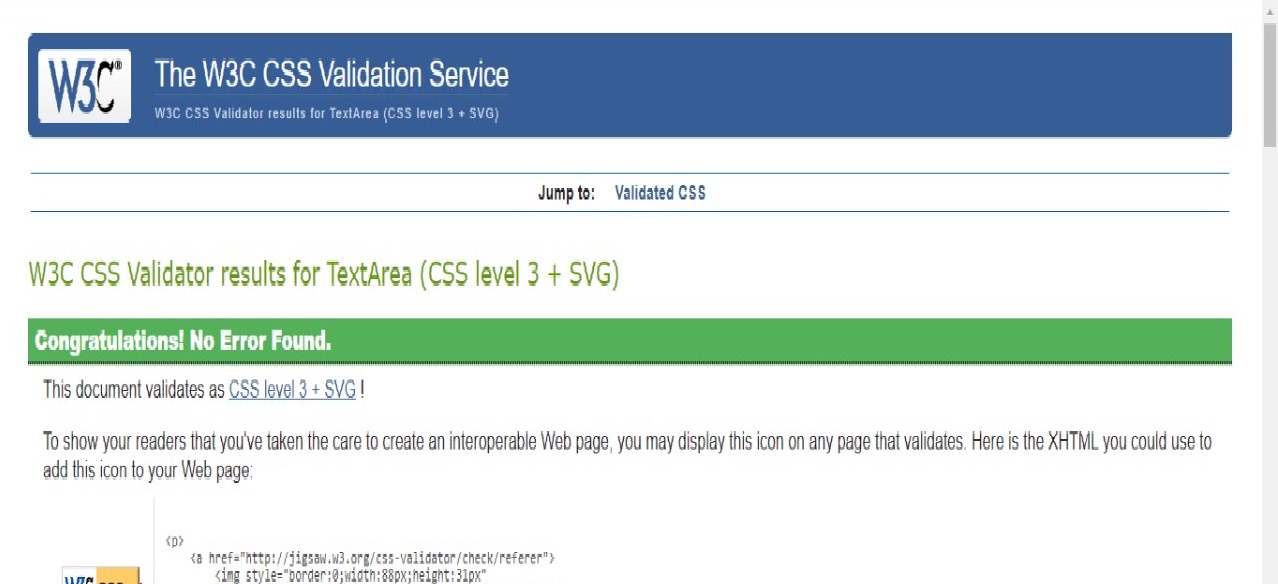 W3C®
The W3C CSS Validation Service
W3C CSS Validator results for TextArea (CSS level 3 + SVG)
Jump to: Validated CSS
W3C CSS Validator results for TextArea (CSS level 3 + SVG)
Congratulations! No Error Found.
This document validates as CSS level 3 + SVG !
To show your readers that you've taken the care to create an interoperable Web page, you may display this icon on any page that validates. Here is the XHTML you could use to
add this icon to your Web page:
<p>
<a href="http://jigsaw.w3.org/css-validator/check/referer">
<img style="border:0;width:88px;height:31px"
W3C css